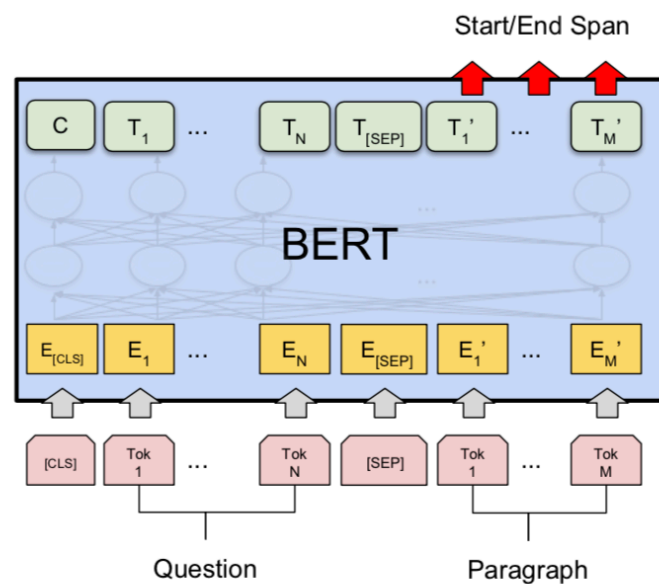 Start/End Span
C T1 ... TN T[SEP] T1’ ... TM’
...
BERT
...
E[CLS] E1 ... EN E[SEP] E1’ ... EM’
[CLS] Tok 1 ... Tok N [SEP] Tok 1 ... Tok M
Question Paragraph